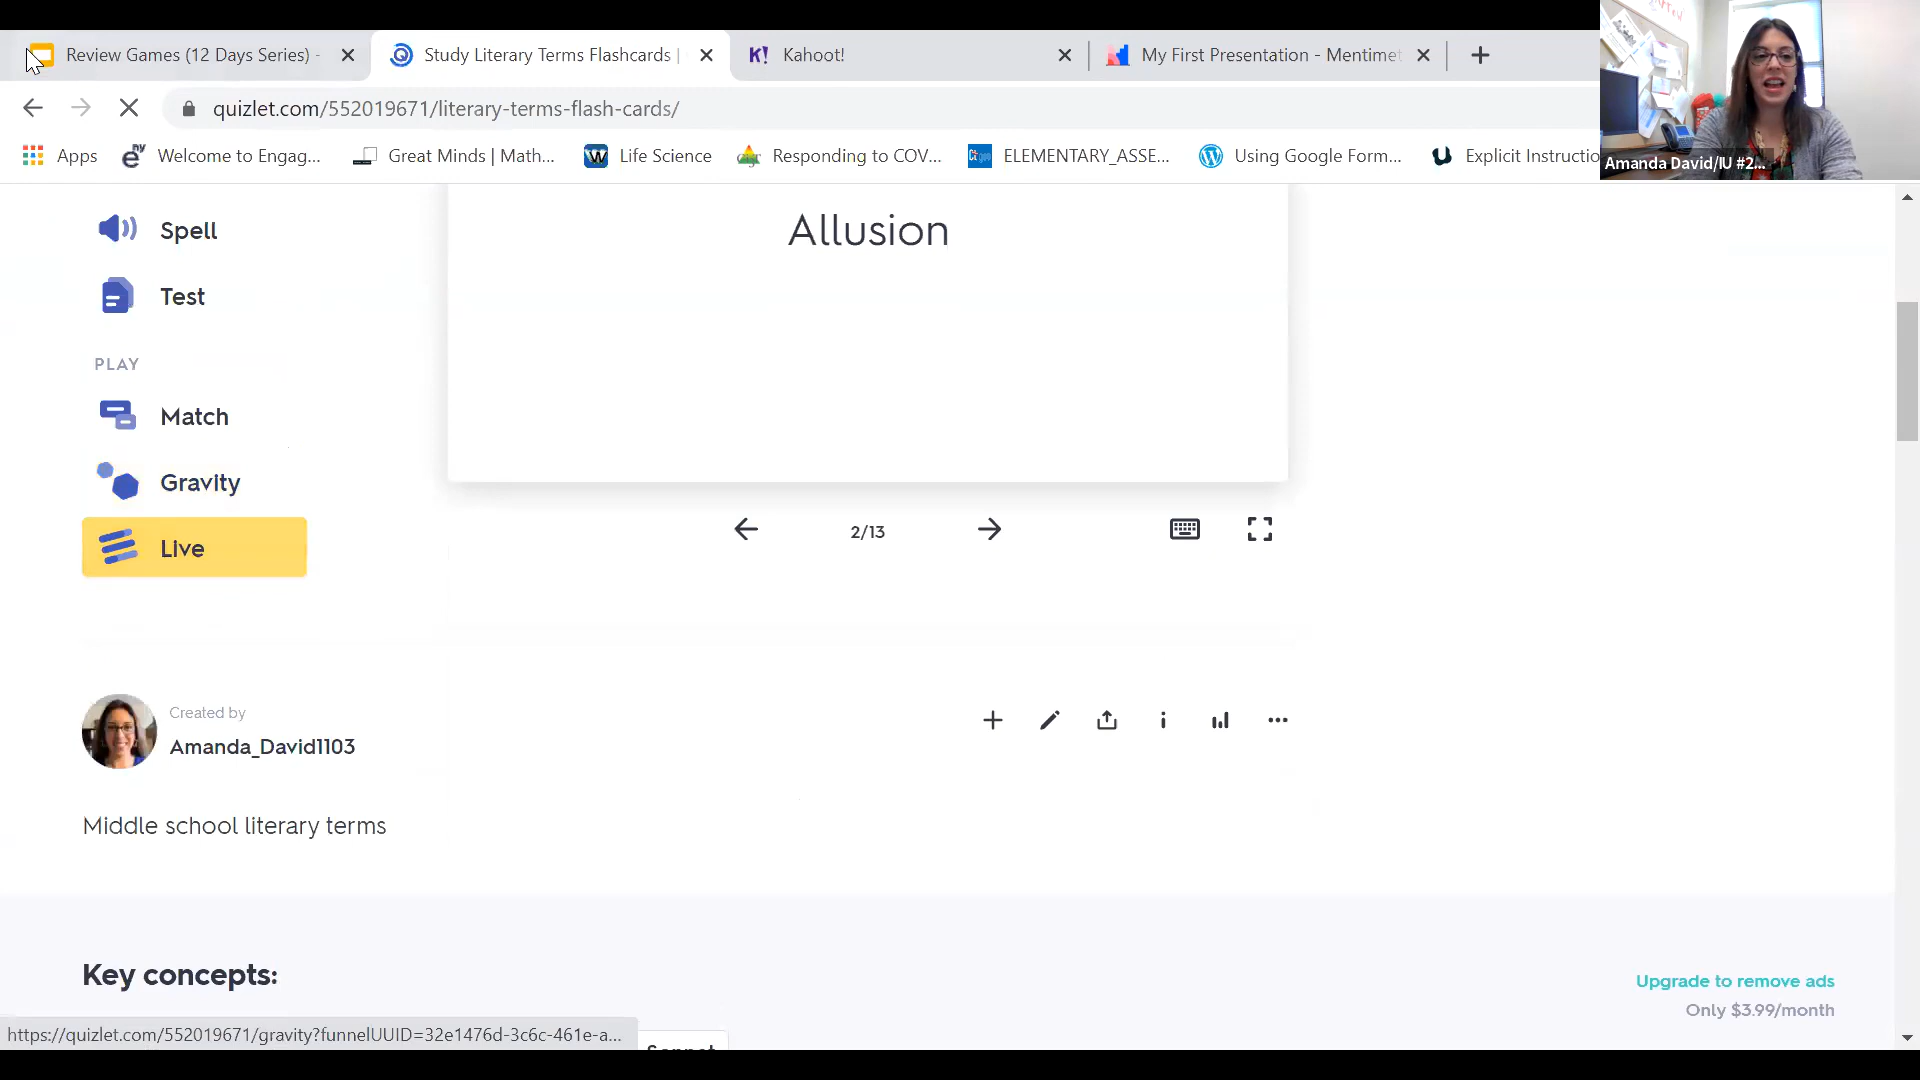 Review Games (12 Days Series) -
Study Literary Terms Flashcards |
K! Kahoot!
My First Presentation - Mentimet
quizlet.com/552019671/literary-terms-flash-cards/
Apps
Welcome to Engag...
Great Minds | Math...
Life Science
Responding to COV...
ELEMENTARY_ASSE...
Using Google Form...
Explicit Instructio
Amanda David/IU #2...
Spell
Test
PLAY
Match
Gravity
Live
Allusion
2/13
Created by
Amanda_David1103
Middle school literary terms
Key concepts:
Upgrade to remove ads
Only $3.99/month
https://quizlet.com/552019671/gravity?funnelUUID=32e1476d-3c6c-461e-a...